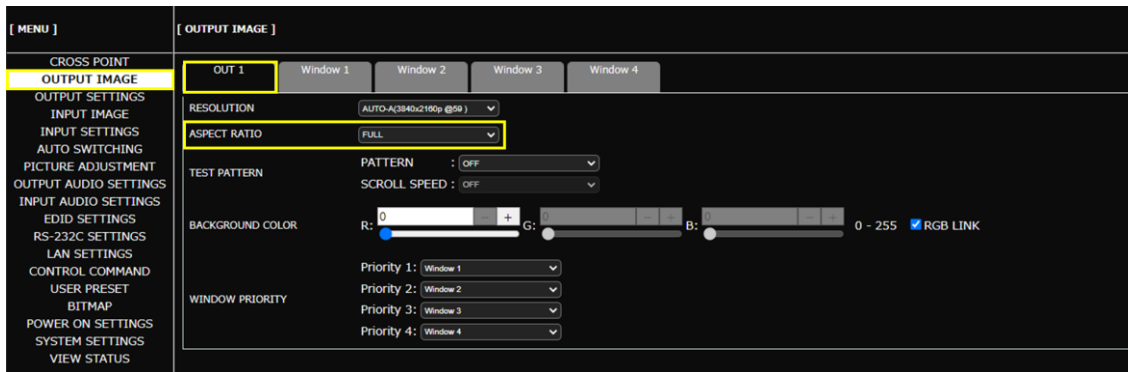 [ MENU ]
[ OUTPUT IMAGE ]
CROSS POINT
OUTPUT IMAGE
OUTPUT SETTINGS
INPUT IMAGE
INPUT SETTINGS
AUTO SWITCHING
PICTURE ADJUSTMENT
OUTPUT AUDIO SETTINGS
INPUT AUDIO SETTINGS
EDID SETTINGS
RS-232C SETTINGS
LAN SETTINGS
CONTROL COMMAND
USER PRESET
BITMAP
POWER ON SETTINGS
SYSTEM SETTINGS
VIEW STATUS
OUT 1 Window 1 Window 2 Window 3 Window 4
RESOLUTION AUTO-A(3840x2160p @59 )
ASPECT RATIO FULL
TEST PATTERN
PATTERN : OFF
SCROLL SPEED : OFF
BACKGROUND COLOR R: 0 - + G: 0 - + B: 0 - + 0 - 255 RGB LINK
WINDOW PRIORITY
Priority 1: Window 1
Priority 2: Window 2
Priority 3: Window 3
Priority 4: Window 4